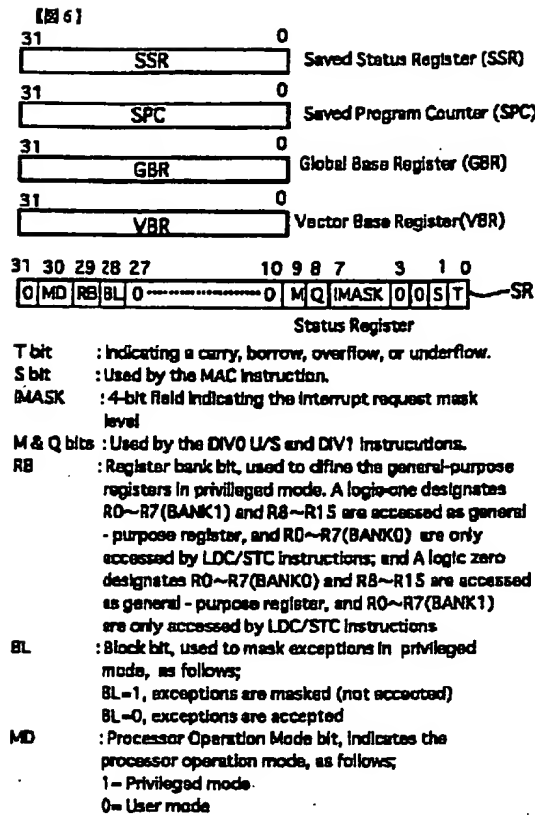 【図6】
31 0
SSR Saved Status Register (SSR)
31 0
SPC Saved Program Counter (SPC)
31 0
GBR Global Base Register (GBR)
31 0
VBR Vector Base Register(VBR)
31 30 29 28 27 10 9 8 7 3 1 0
0 MD RB BL 0 0 M Q IMASK 0 0 S T SR
Status Register
T bit : Indicating a carry, borrow, overflow, or underflow.
S bit : Used by the MAC instruction.
IMASK : 4-bit field indicating the interrupt request mask
level
M & Q bits : Used by the DIV0 U/S and DIV1 instrucutions.
RB : Register bank bit, used to difine the general-purpose
registers in privilleged mode. A logic-one designates
R0~R7(BANK1) and R8~R15 are accessed as general
- purpose register, and R0~R7(BANK0) are only
accessed by LDC/STC instructions; and A logic zero
designates R0~R7(BANK0) and R8~R15 are accessed
as general - purpose register, and R0~R7(BANK1)
are only accessed by LDC/STC instructions
BL : Block bit, used to mask exceptions in privileged
mode, as follows;
BL=1, exceptions are masked (not accepted)
BL=0, exceptions are accepted
MD : Processor Operation Mode bit, indicates the
processor operation mode, as follows;
1= Privileged mode
0= User mode